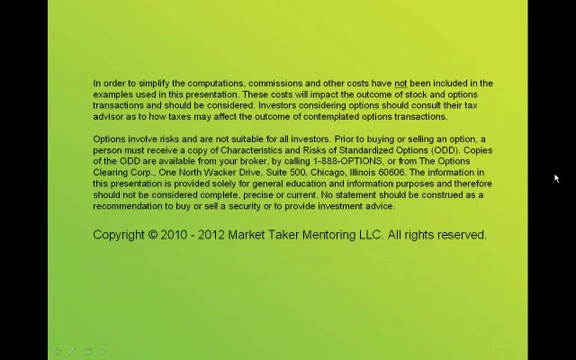 In order to simplify the computations, commissions and other costs have not been included in the
examples used in this presentation. These costs will impact the outcome of stock and options
transactions and should be considered. Investors considering options should consult their tax
advisor as to how taxes may affect the outcome of contemplated options transactions.
Options involve risks and are not suitable for all investors. Prior to buying or selling an option, a
person must receive a copy of Characteristics and Risks of Standardized Options (ODD). Copies
of the ODD are available from your broker, by calling 1-888-OPTIONS, or from The Options
Clearing Corp., One North Wacker Drive, Suite 500, Chicago, Illinois 60606. The information in
this presentation is provided solely for general education and information purposes and therefore
should not be considered complete, precise or current. No statement should be construed as a
recommendation to buy or sell a security or to provide investment advice.
Copyright © 2010 - 2012 Market Taker Mentoring LLC. All rights reserved.